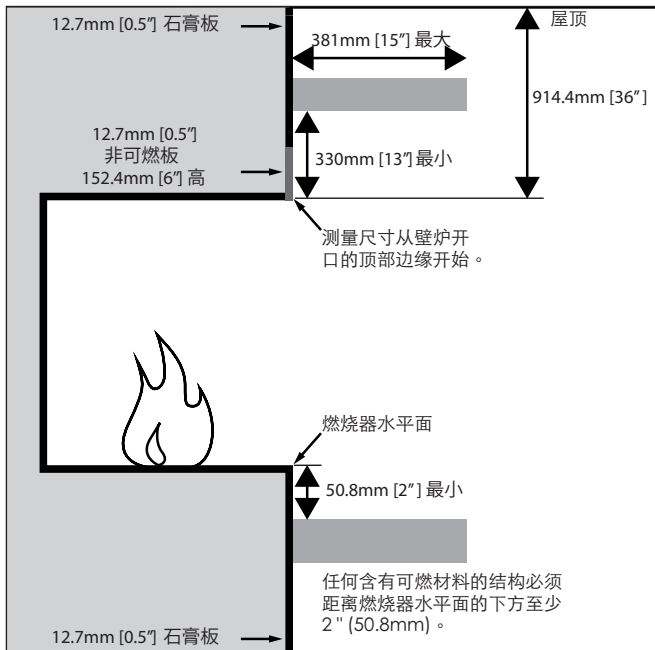 12.7mm [0.5″] 石膏板
屋顶
381mm [15″] 最大
914.4mm [36″ ]
12.7mm [0.5″]
非可燃板
152.4mm [6″] 高
330mm [13″] 最小
测量尺寸从壁炉开
口的顶部边缘开始。
燃烧器水平面
50.8mm [2″ ] 最小
任何含有可燃材料的结构必须
距离燃烧器水平面的下方至少
2 " (50.8mm) 。
12.7mm [0.5″] 石膏板